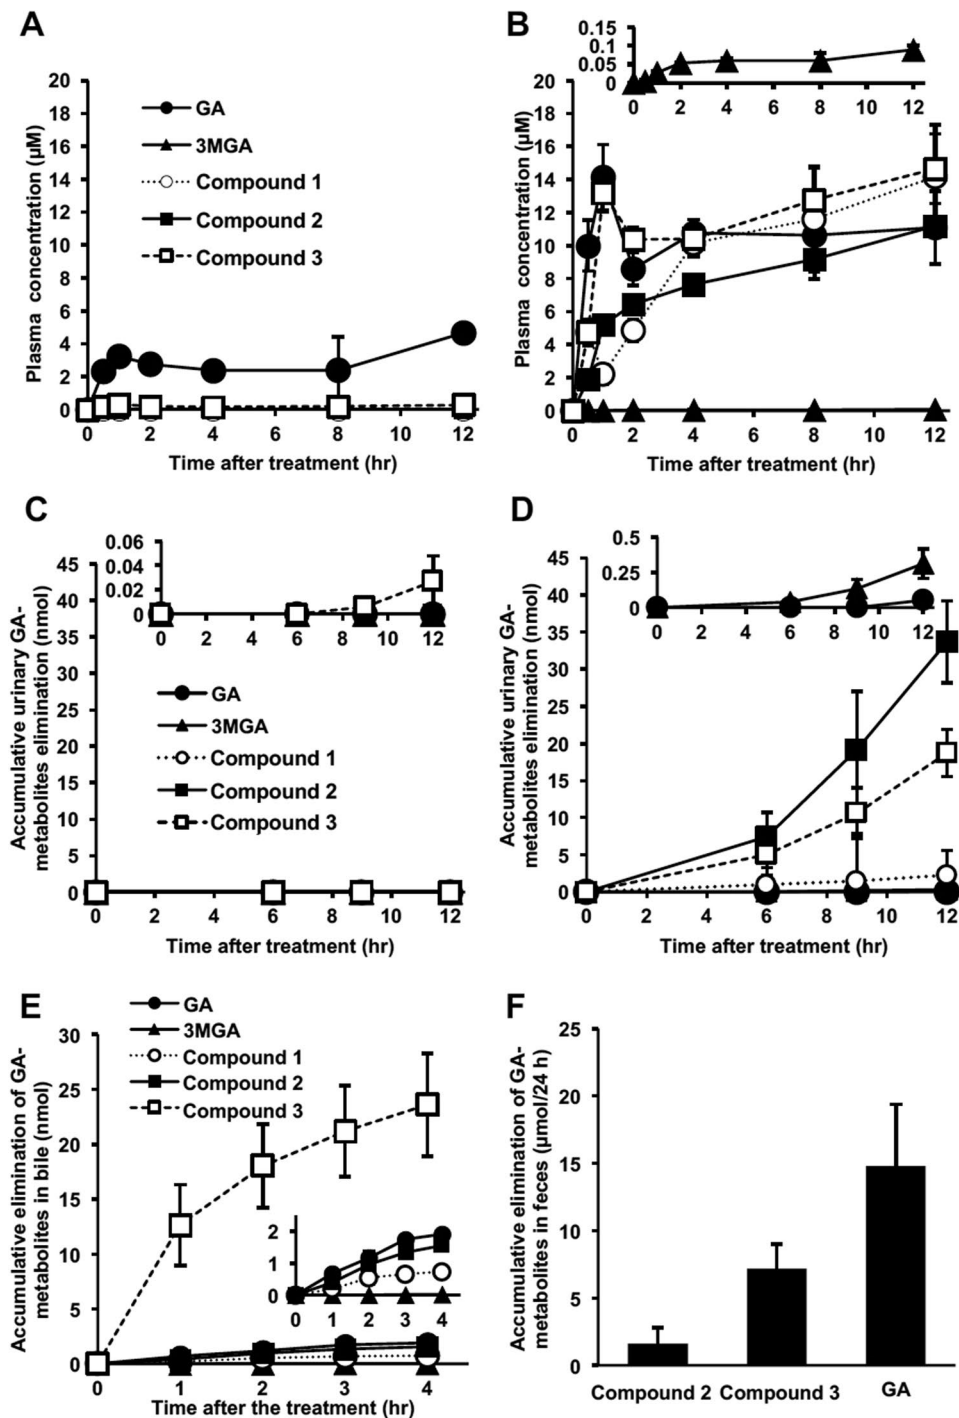 A
20
18
16
14
12
10
8
6
4
2
0
GA
3MGA
Compound 1
Compound 2
Compound 3
Plasma concentration (µM)
0 2 4 6 8 10 12
Time after treatment (hr)
B
0.15
0.1
0.05
0
0 2 4 6 8 10 12
20
18
16
14
12
10
8
6
4
2
0
Plasma concentration (µM)
0 2 4 6 8 10 12
Time after treatment (hr)
C
0.06
0.04
0.02
0
0 2 4 6 8 10 12
45
40
35
30
25
20
15
10
5
0
GA
3MGA
Compound 1
Compound 2
Compound 3
Accumulative urinary GA-
metabolites elimination (nmol)
0 2 4 6 8 10 12
Time after treatment (hr)
D
0.5
0.25
0
0 2 4 6 8 10 12
45
40
35
30
25
20
15
10
5
0
Accumulative urinary GA-
metabolites elimination (nmol)
0 2 4 6 8 10 12
Time after treatment (hr)
E
GA
3MGA
Compound 1
Compound 2
Compound 3
30
25
20
15
10
5
0
2
1
0
0 1 2 3 4
Accumulative elimination of GA-
metabolites in bile (nmol)
0 1 2 3 4
Time after the treatment (hr)
F
25
20
15
10
5
0
Accumulative elimination of GA-
metabolites in feces (µmol/24 h)
Compound 2 Compound 3 GA